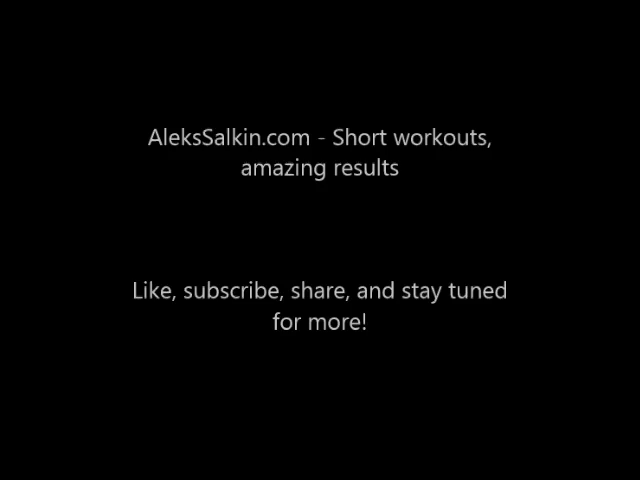 AleksSalkin.com - Short workouts,
amazing results
Like, subscribe, share, and stay tuned
for more!